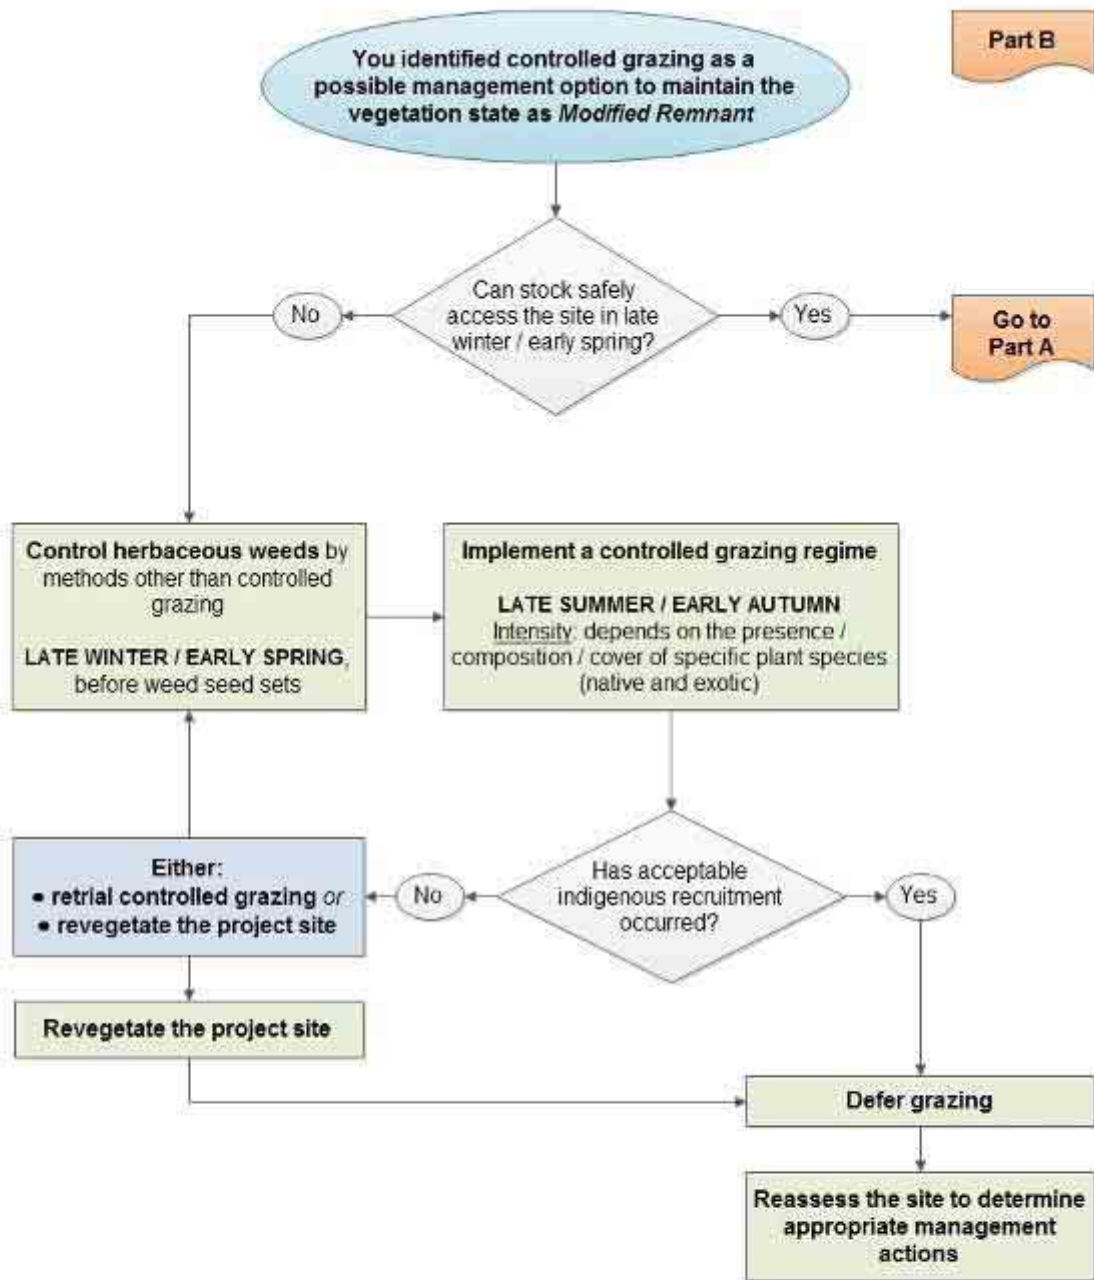 Part B
You identified controlled grazing as a
possible management option to maintain the
vegetation state as Modified Remnant
Can stock safely
access the site in late
winter / early spring?
No
Yes
Go to
Part A
Control herbaceous weeds by
methods other than controlled
grazing
LATE WINTER / EARLY SPRING,
before weed seed sets
Implement a controlled grazing regime
LATE SUMMER / EARLY AUTUMN
Intensity: depends on the presence /
composition / cover of specific plant species
(native and exotic)
Has acceptable
indigenous recruitment
occurred?
No
Yes
Either:
● retrial controlled grazing or
● revegetate the project site
Revegetate the project site
Defer grazing
Reassess the site to determine
appropriate management
actions